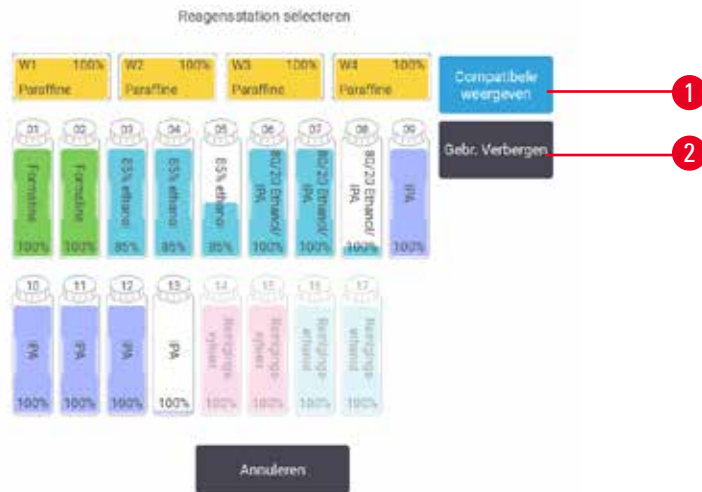 Reagensstation selecteren
W1 100%
Paraffine
W2 100%
Paraffine
W3 100%
Paraffine
W4 100%
Paraffine
Compatibele
weergeven
1
Gebr. Verbergen
2
01
Formaline
100%
02
Formaline
100%
03
85% ethanol
85%
04
85% ethanol
85%
05
85% ethanol
85%
06
80/20 Ethanol/
IPA
100%
07
80/20 Ethanol/
IPA
100%
08
80/20 Ethanol/
IPA
100%
09
IPA
100%
10
IPA
100%
11
IPA
100%
12
IPA
100%
13
IPA
100%
14
Reinigings-
xyleen
100%
15
Reinigings-
xyleen
100%
16
Reinigings-
ethanol
100%
17
Reinigings-
ethanol
100%
Annuleren